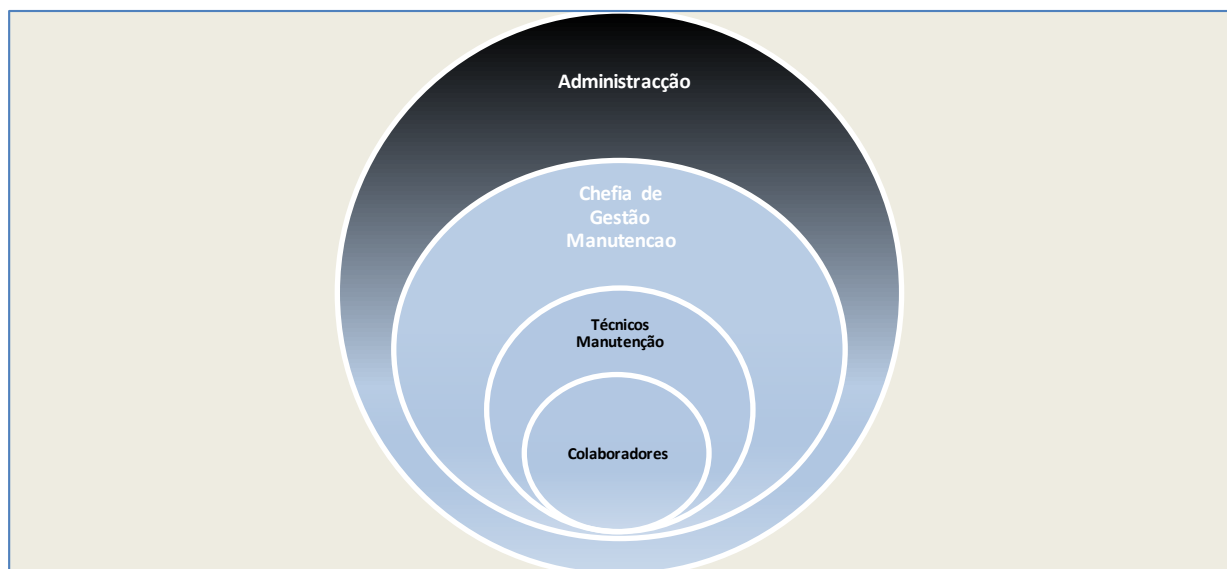 Administracção
Chefia de
Gestão
Manutencao
Técnicos
Manutenção
Colaboradores